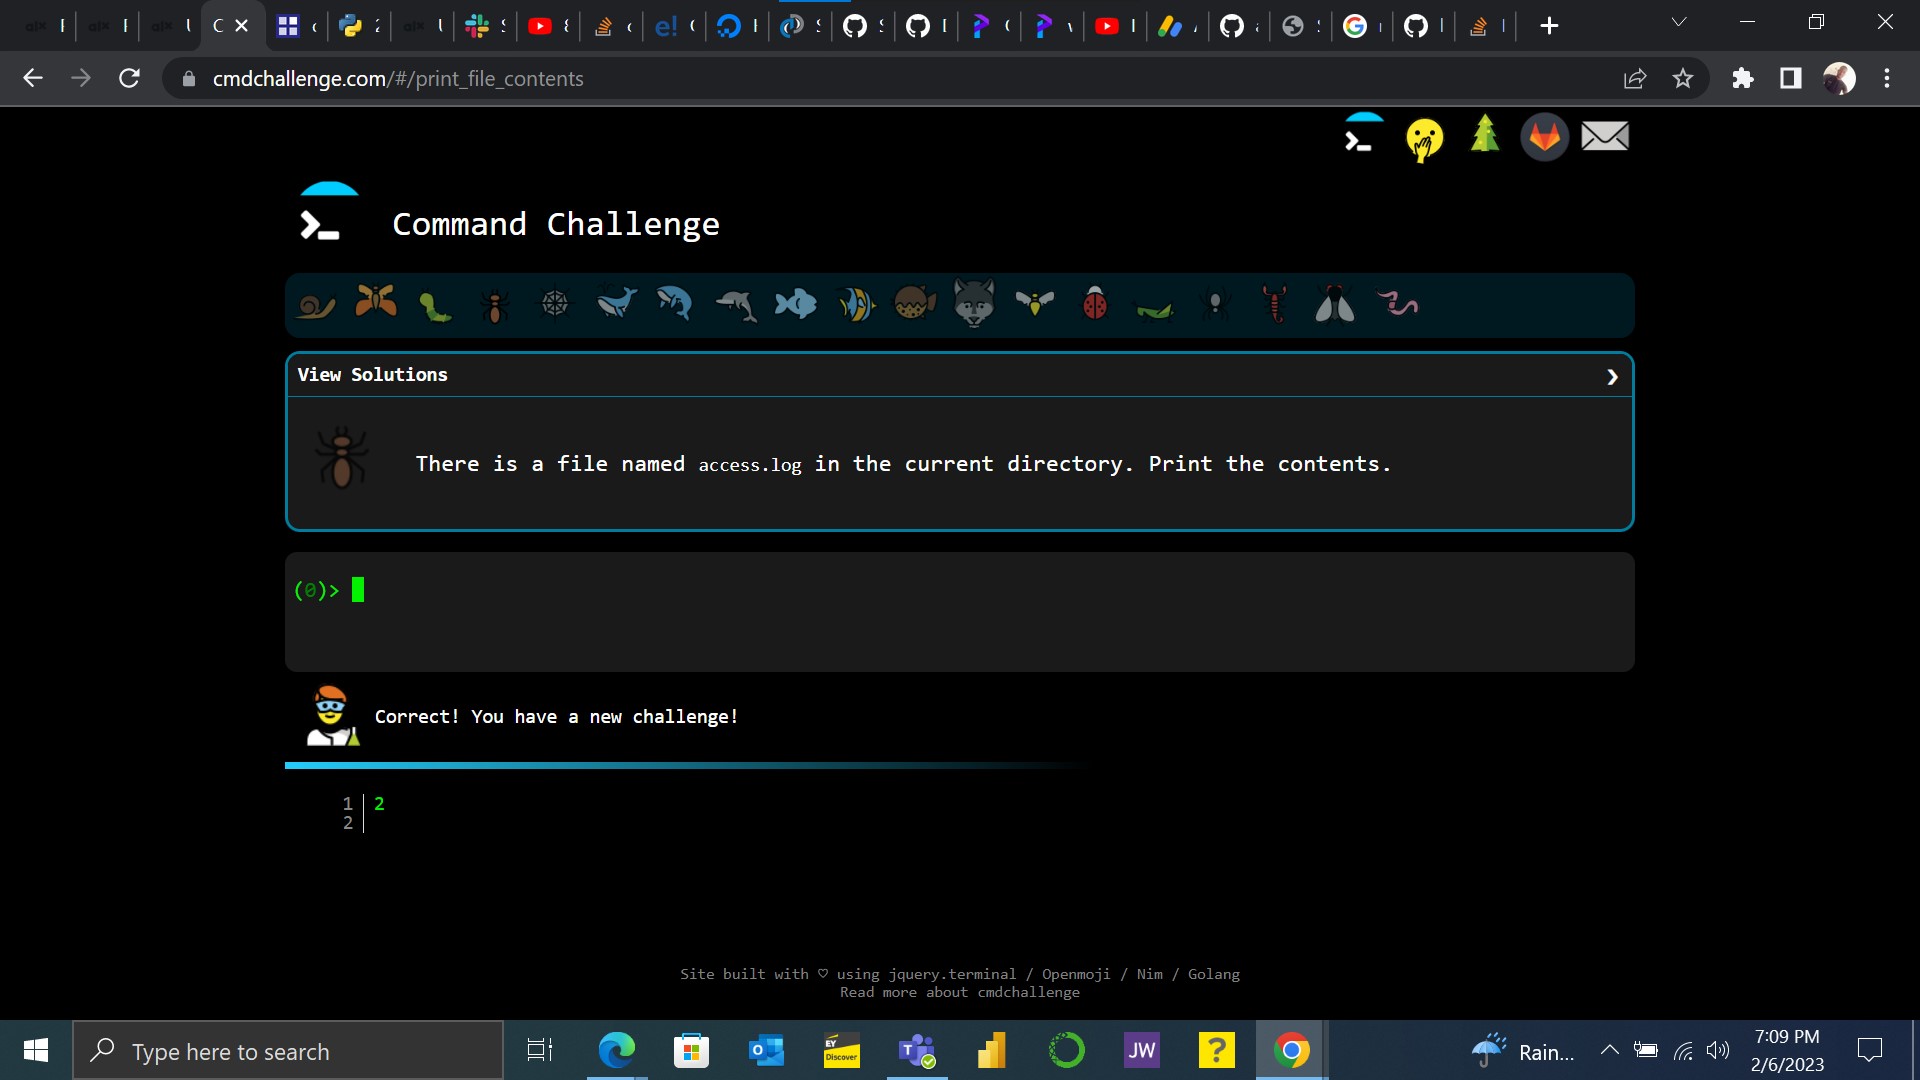 cmdchallenge.com/#/print_file_contents
Command Challenge
View Solutions
There is a file named access.log in the current directory. Print the contents.
(0)>
Correct! You have a new challenge!
1 2
2
Site built with ♡ using jquery.terminal / Openmoji / Nim / Golang
Read more about cmdchallenge
Type here to search
EY
Discover
JW
?
Rain...
7:09 PM
2/6/2023